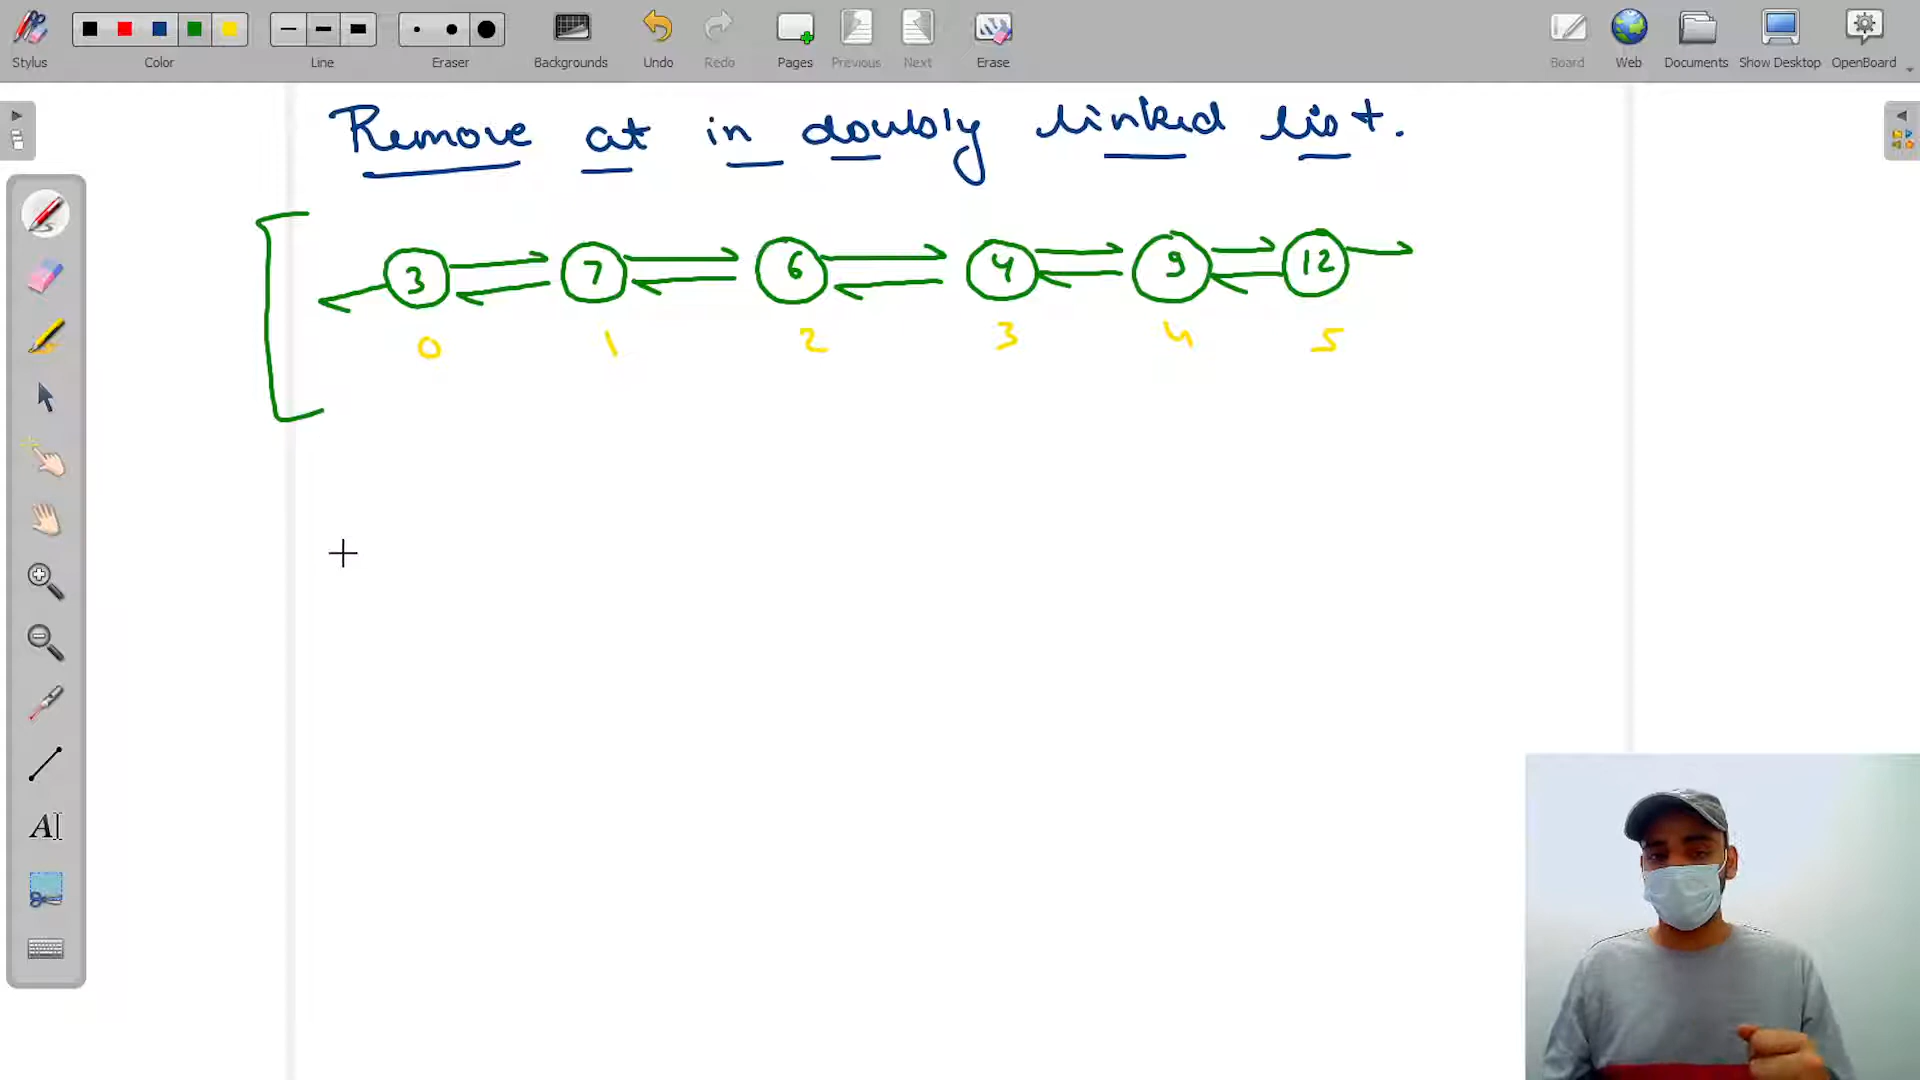 Stylus Color Line Eraser Backgrounds Undo Redo Pages Previous Next Erase Board Web Documents Show Desktop OpenBoard
Remove at in doubly linked list.
3 7 6 4 9 12
0 1 2 3 4 5
A